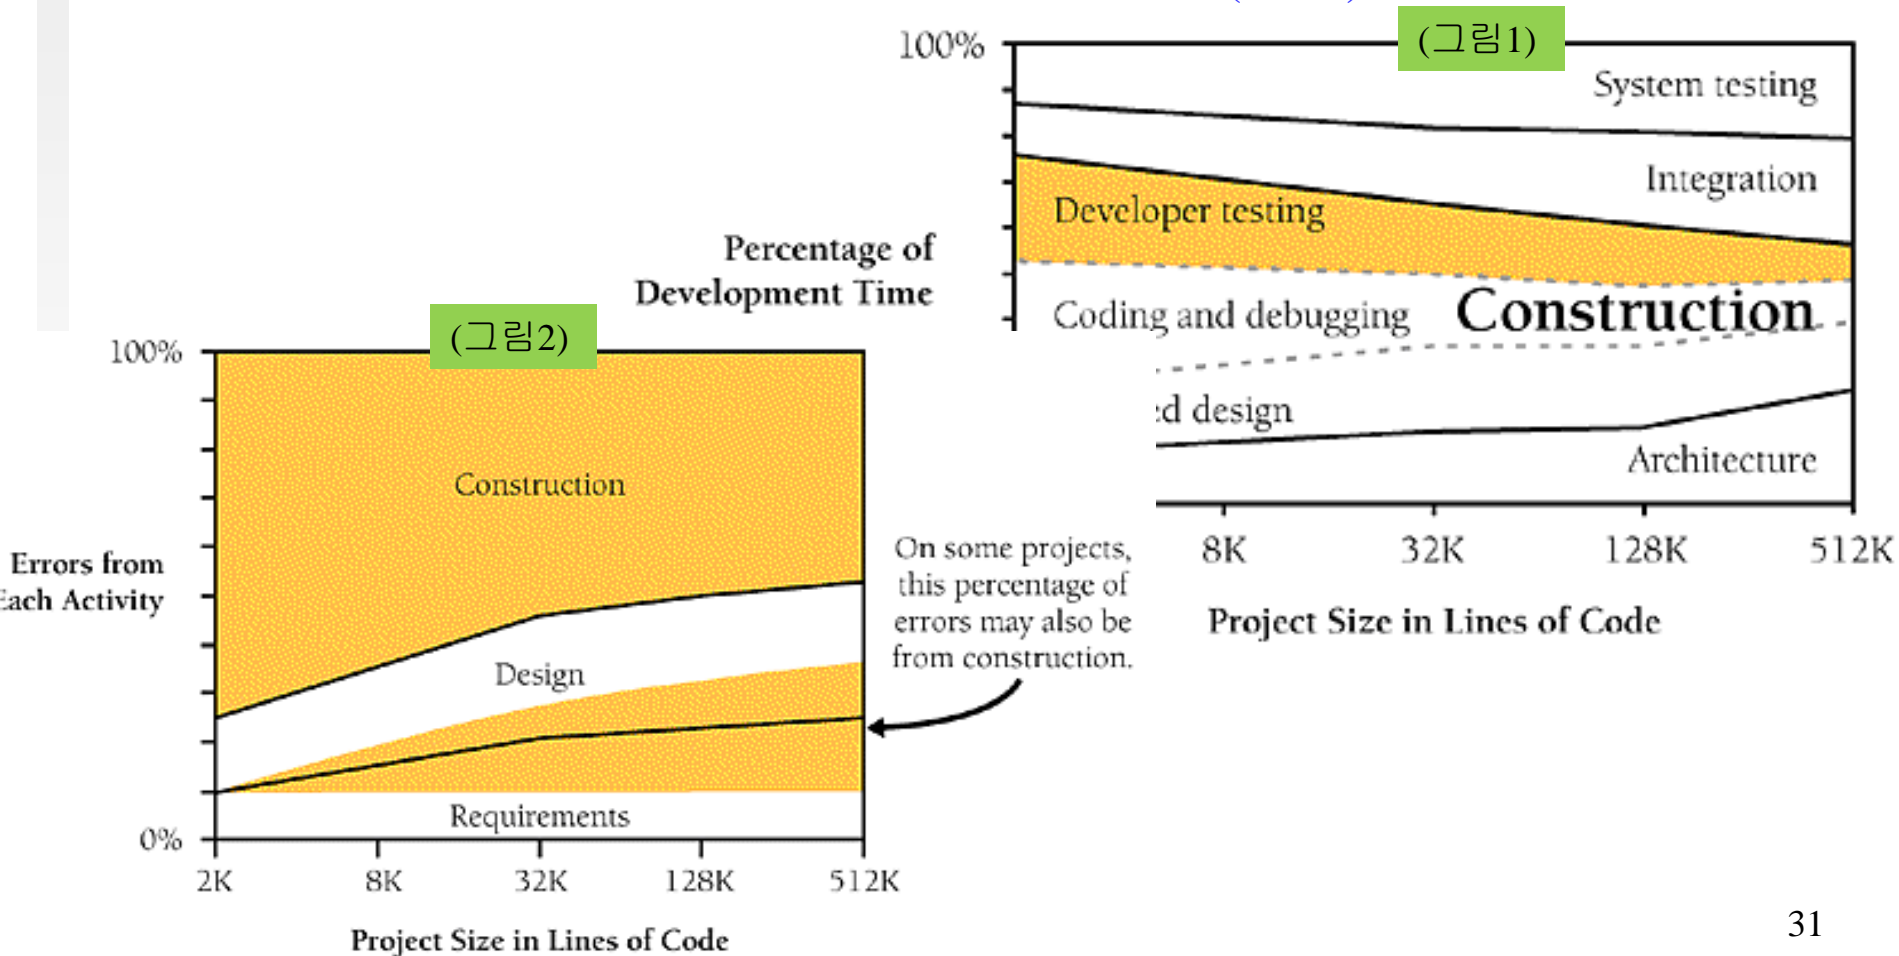 (그림1)
100%
System testing
Integration
Developer testing
Percentage of
Development Time
Coding and debugging
Construction
ed design
Architecture
8K 32K 128K 512K
Project Size in Lines of Code
(그림2)
100%
Construction
Errors from
Each Activity
Design
Requirements
0%
2K 8K 32K 128K 512K
Project Size in Lines of Code
On some projects,
this percentage of
errors may also be
from construction.
31